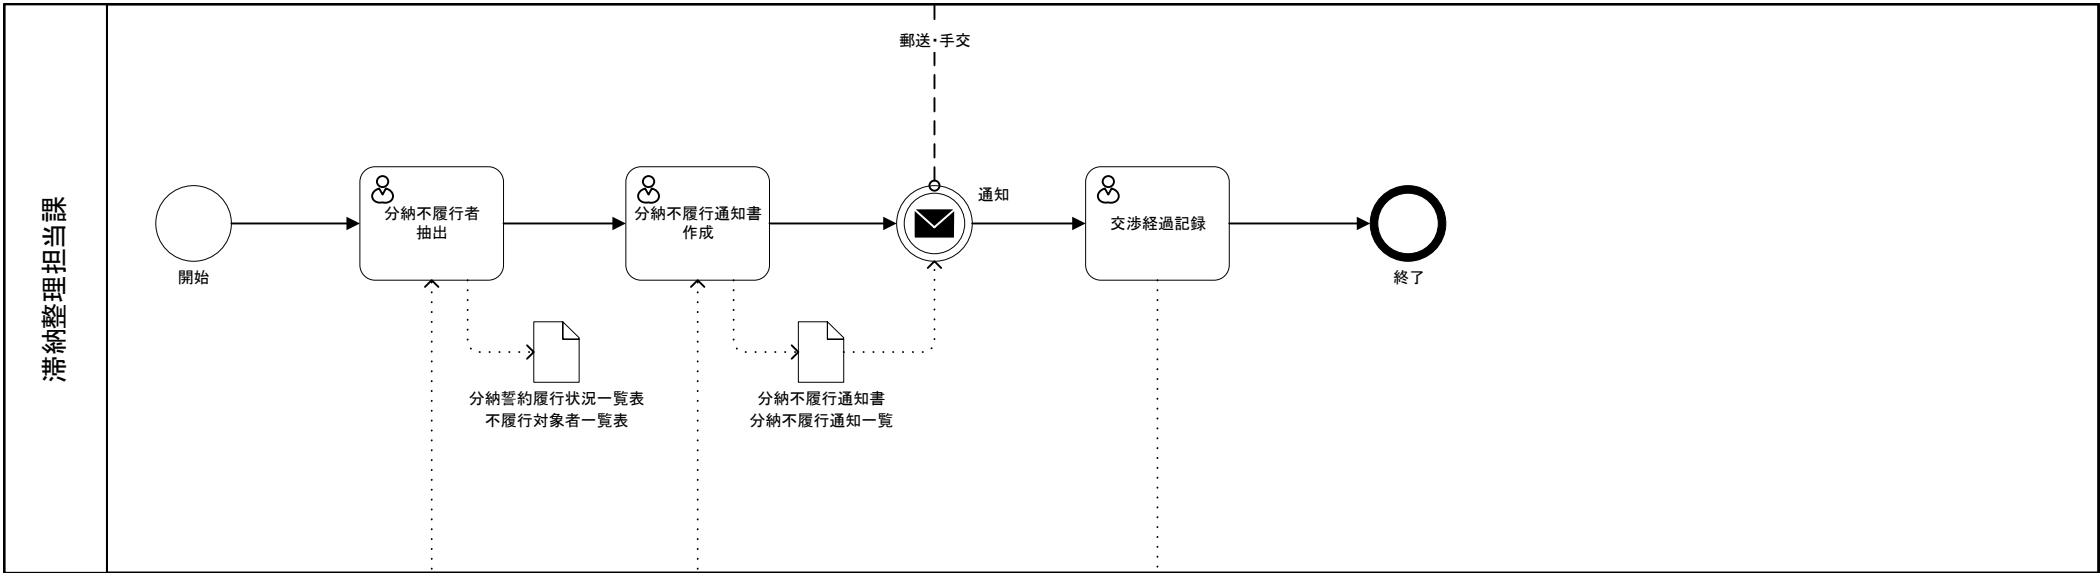 滞納整理担当課
郵送・手交
分納不履行者
抽出
分納不履行通知書
作成
通知
交渉経過記録
開始
終了
分納誓約履行状況一覧表
不履行対象者一覧表
分納不履行通知書
分納不履行通知一覧